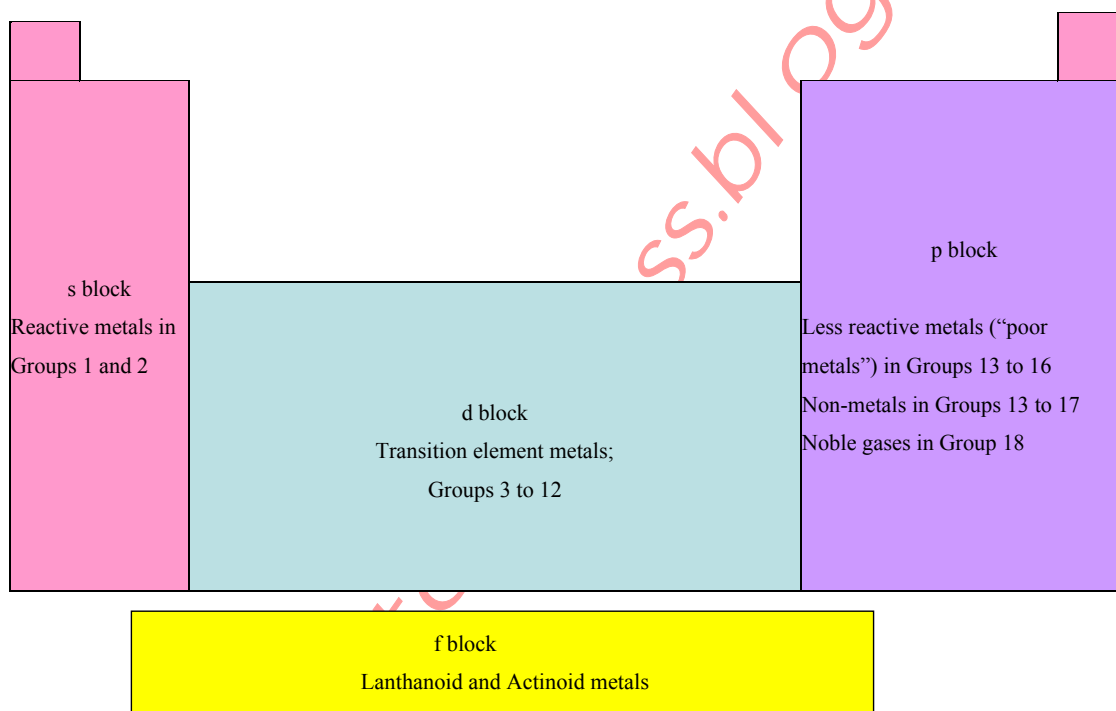 s block
Reactive metals in
Groups 1 and 2
d block
Transition element metals;
Groups 3 to 12
p block
Less reactive metals (“poor
metals”) in Groups 13 to 16
Non-metals in Groups 13 to 17
Noble gases in Group 18
f block
Lanthanoid and Actinoid metals
ss.blog